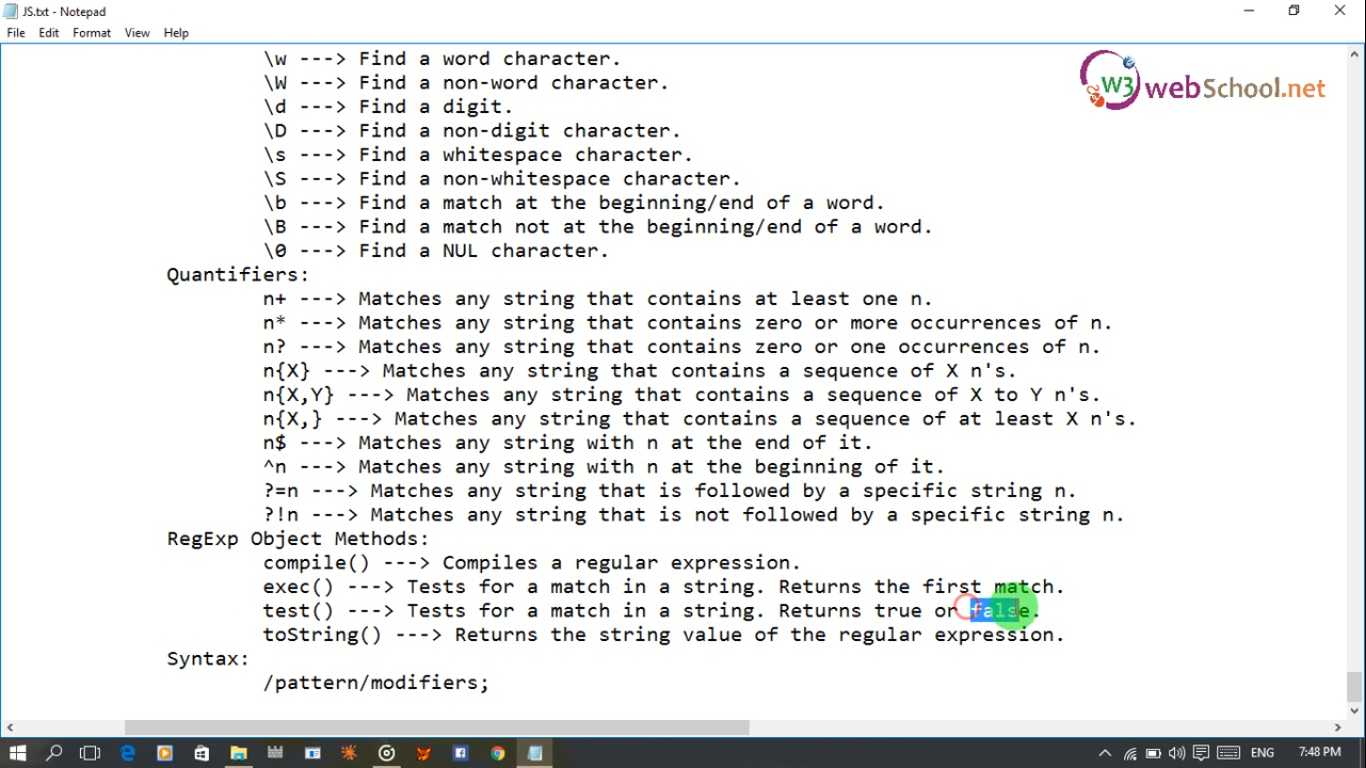 JS.txt - Notepad
File Edit Format View Help
W3 webSchool.net
\w ---> Find a word character.
\W ---> Find a non-word character.
\d ---> Find a digit.
\D ---> Find a non-digit character.
\s ---> Find a whitespace character.
\S ---> Find a non-whitespace character.
\b ---> Find a match at the beginning/end of a word.
\B ---> Find a match not at the beginning/end of a word.
\0 ---> Find a NUL character.
Quantifiers:
n+ ---> Matches any string that contains at least one n.
n* ---> Matches any string that contains zero or more occurrences of n.
n? ---> Matches any string that contains zero or one occurrences of n.
n{X} ---> Matches any string that contains a sequence of X n's.
n{X,Y} ---> Matches any string that contains a sequence of X to Y n's.
n{X,} ---> Matches any string that contains a sequence of at least X n's.
n$ ---> Matches any string with n at the end of it.
^n ---> Matches any string with n at the beginning of it.
?=n ---> Matches any string that is followed by a specific string n.
?!n ---> Matches any string that is not followed by a specific string n.
RegExp Object Methods:
compile() ---> Compiles a regular expression.
exec() ---> Tests for a match in a string. Returns the first match.
test() ---> Tests for a match in a string. Returns true or false.
toString() ---> Returns the string value of the regular expression.
Syntax:
/pattern/modifiers;
ENG 7:48 PM